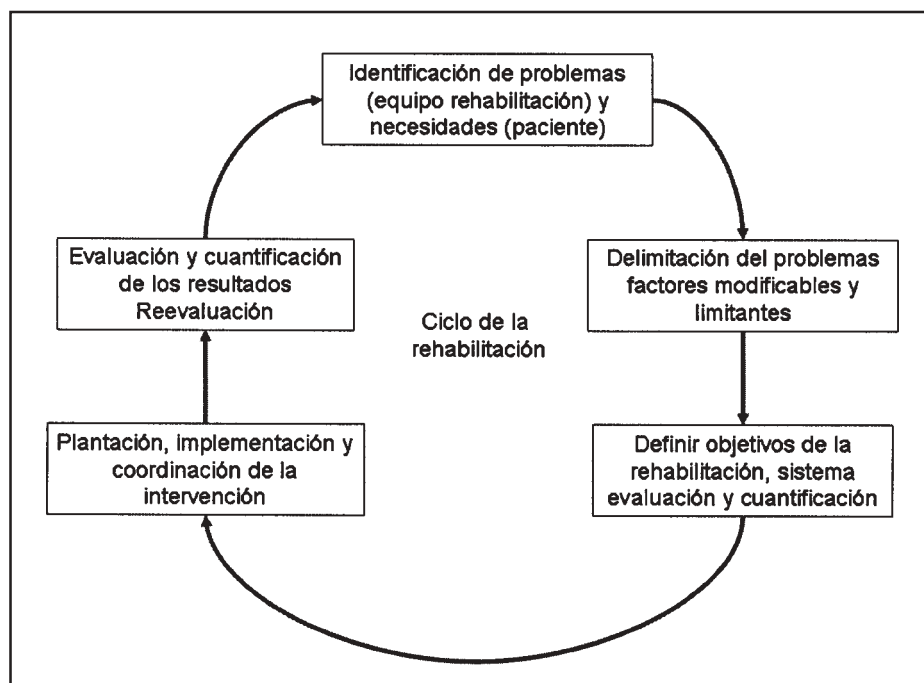 Identificación de problemas
(equipo rehabilitación) y
necesidades (paciente)
Delimitación del problemas
factores modificables y
limitantes
Definir objetivos de la
rehabilitación, sistema
evaluación y cuantificación
Plantación, implementación y
coordinación de la
intervención
Evaluación y cuantificación
de los resultados
Reevaluación
Ciclo de la
rehabilitación